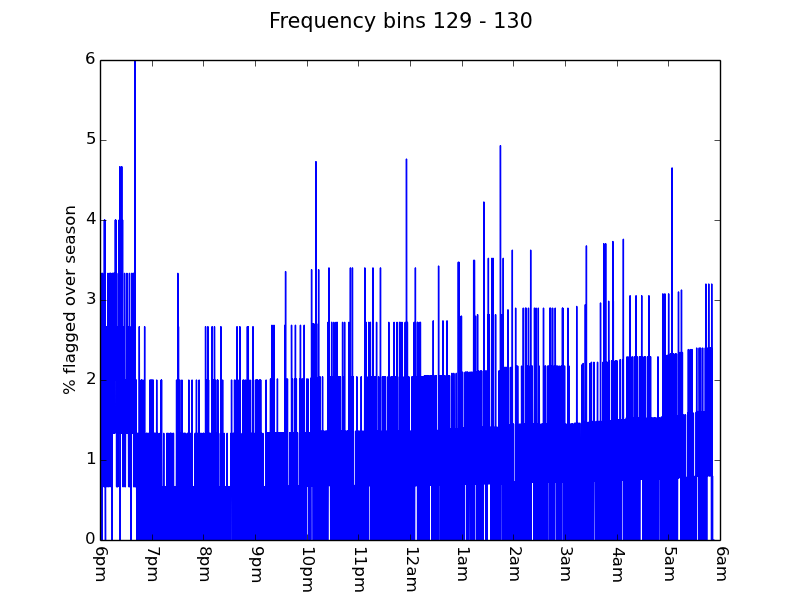 Frequency bins 129 - 130
% flagged over season
6
5
4
3
2
1
0
6pm
7pm
8pm
9pm
10pm
11pm
12am
1am
2am
3am
4am
5am
6am